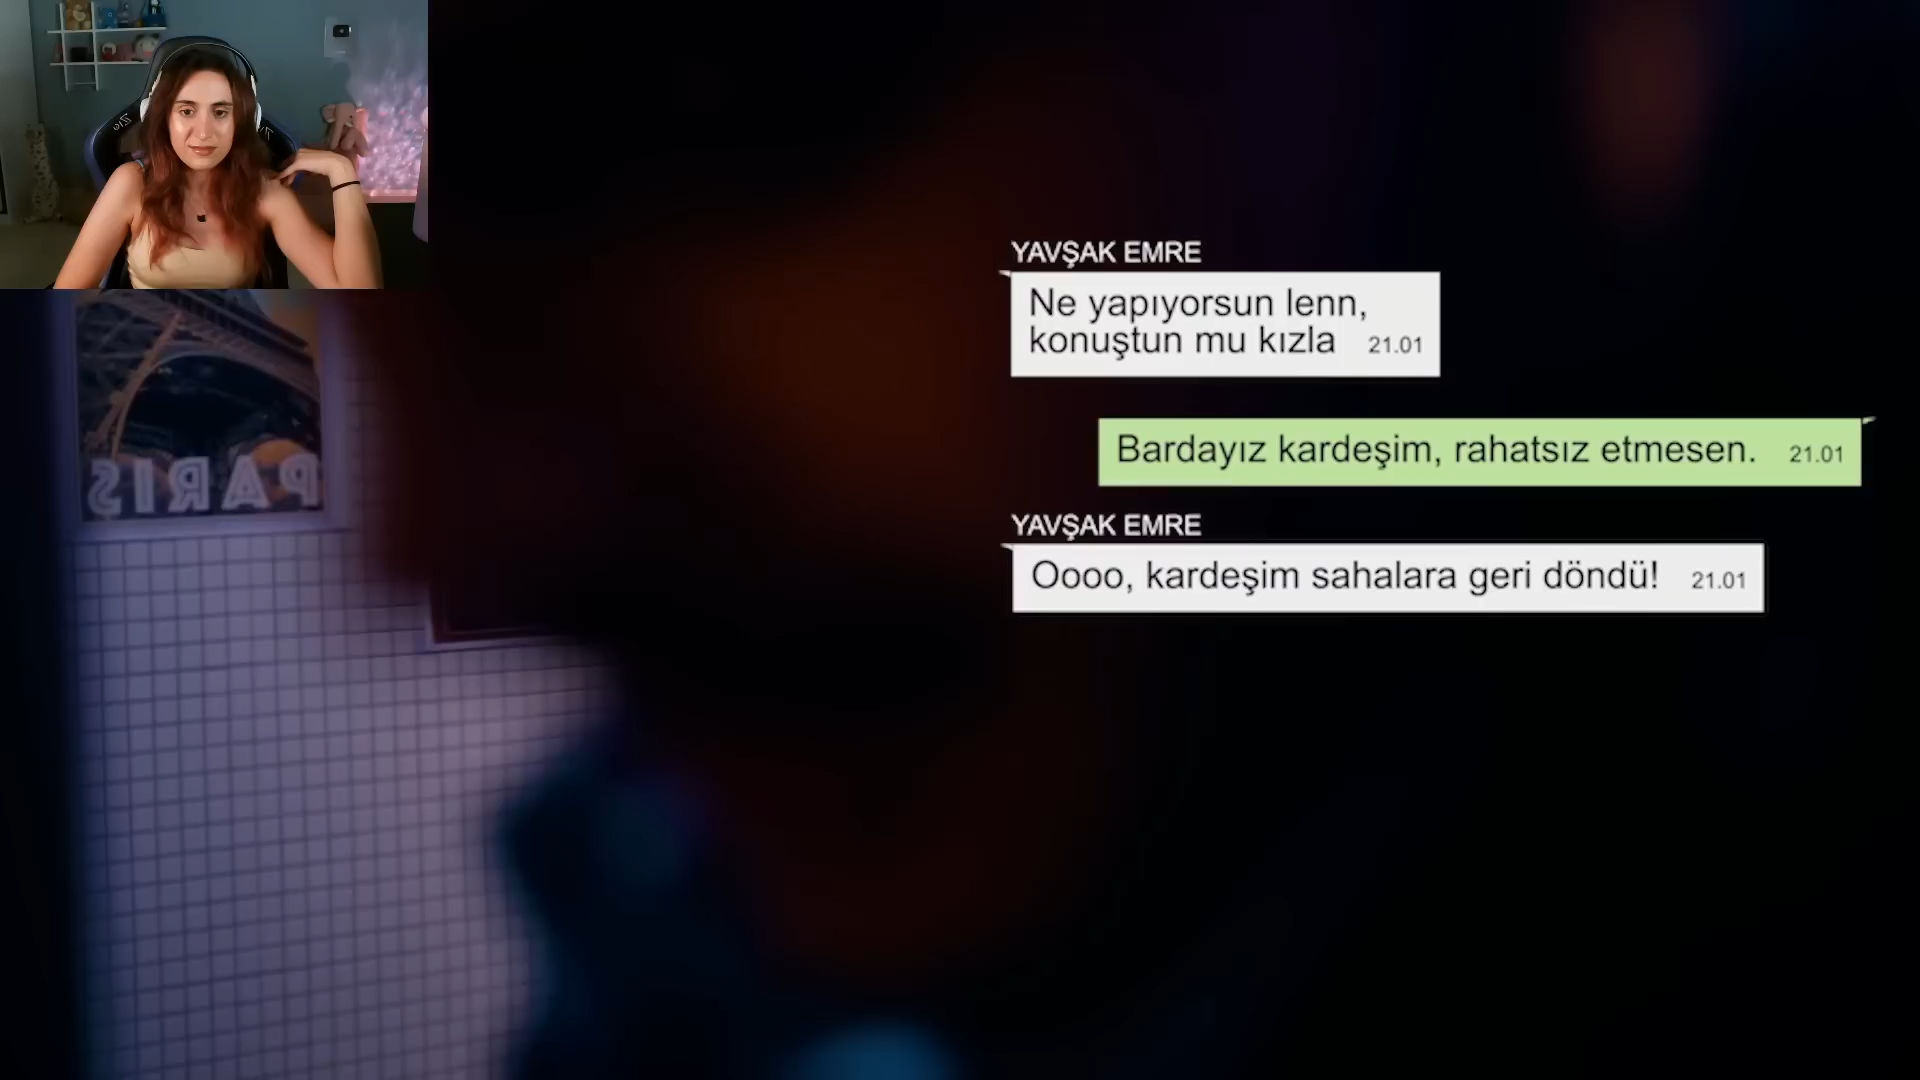 YAVŞAK EMRE
Ne yapıyorsun lenn,
konuştun mu kızla 21.01
Bardayız kardeşim, rahatsız etmesen. 21.01
YAVŞAK EMRE
Oooo, kardeşim sahalara geri döndü! 21.01
PARIS